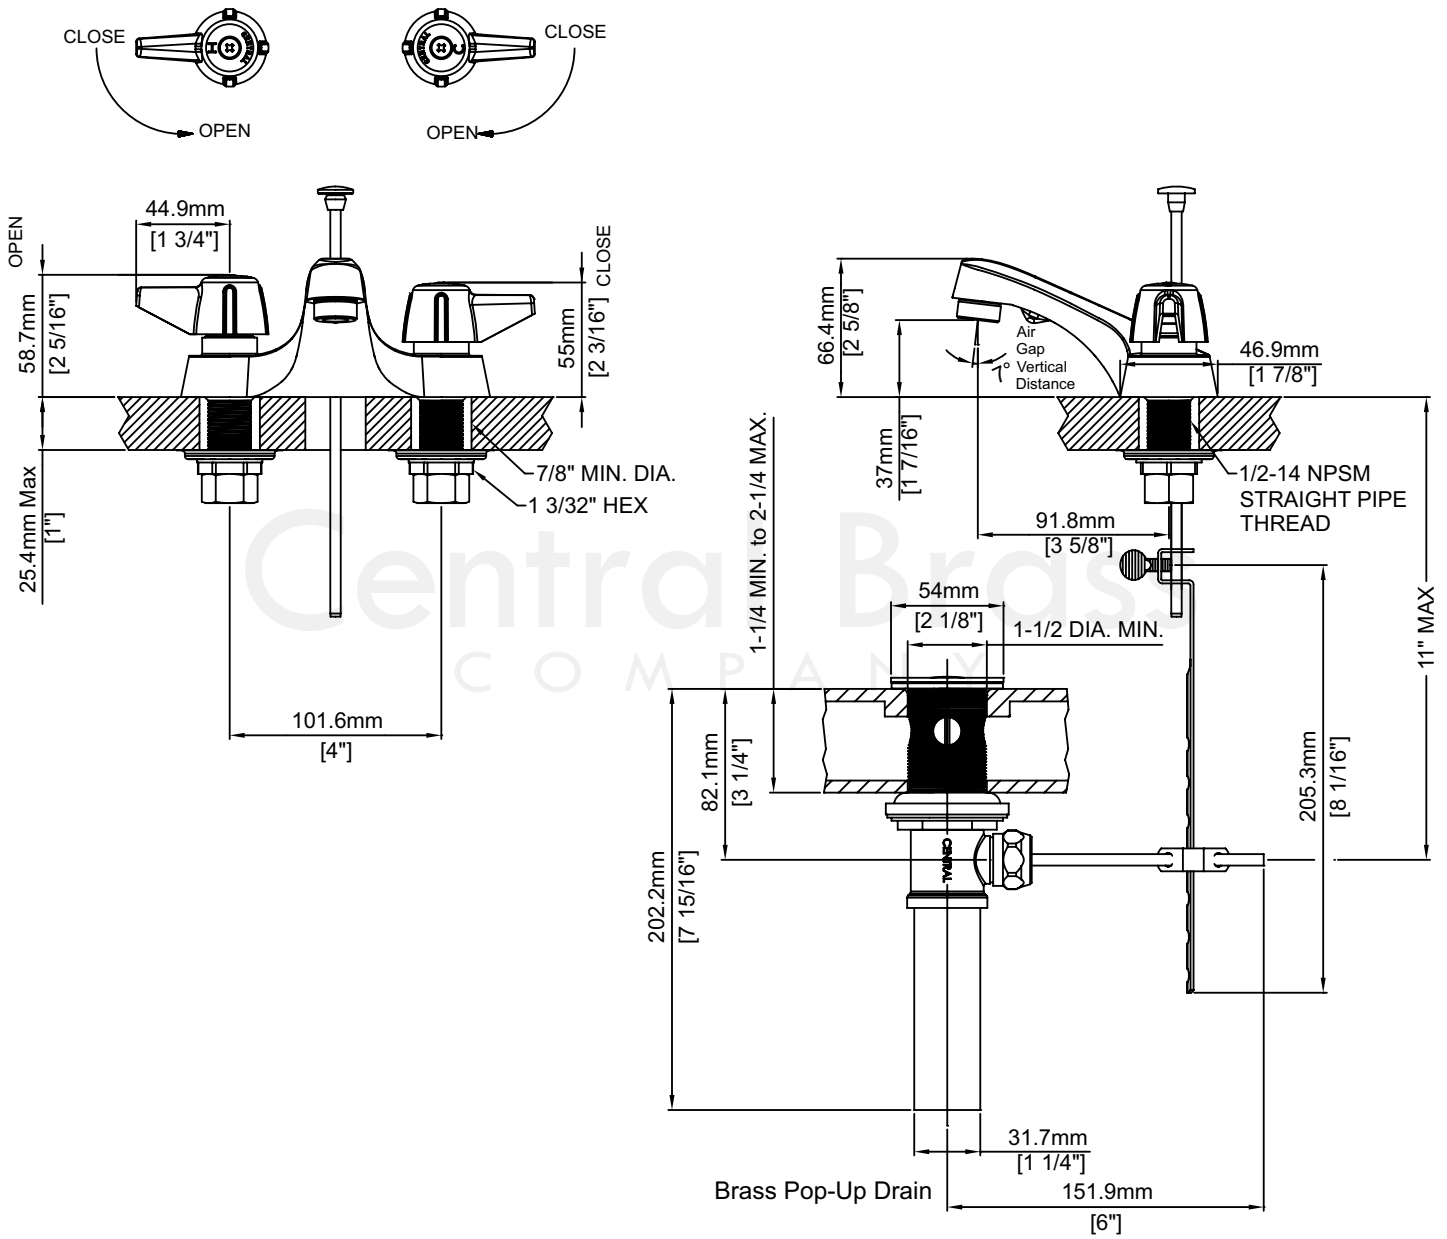 CLOSE
OPEN
H
CENTRAL
CLOSE
OPEN
C
CENTRAL
OPEN
44.9mm
[1 3/4"]
58.7mm
[2 5/16"]
CLOSE
55mm
[2 3/16"]
25.4mm Max
[1"]
7/8" MIN. DIA.
1 3/32" HEX
101.6mm
[4"]
66.4mm
[2 5/8"]
7°
Air
Gap
Vertical
Distance
37mm
[1 7/16"]
46.9mm
[1 7/8"]
1/2-14 NPSM
STRAIGHT PIPE
THREAD
91.8mm
[3 5/8"]
1-1/4 MIN. to 2-1/4 MAX.
54mm
[2 1/8"]
1-1/2 DIA. MIN.
11" MAX
82.1mm
[3 1/4"]
202.2mm
[7 15/16"]
205.3mm
[8 1/16"]
CENTRAL
31.7mm
[1 1/4"]
Brass Pop-Up Drain
151.9mm
[6"]
Central Brass
COMPANY